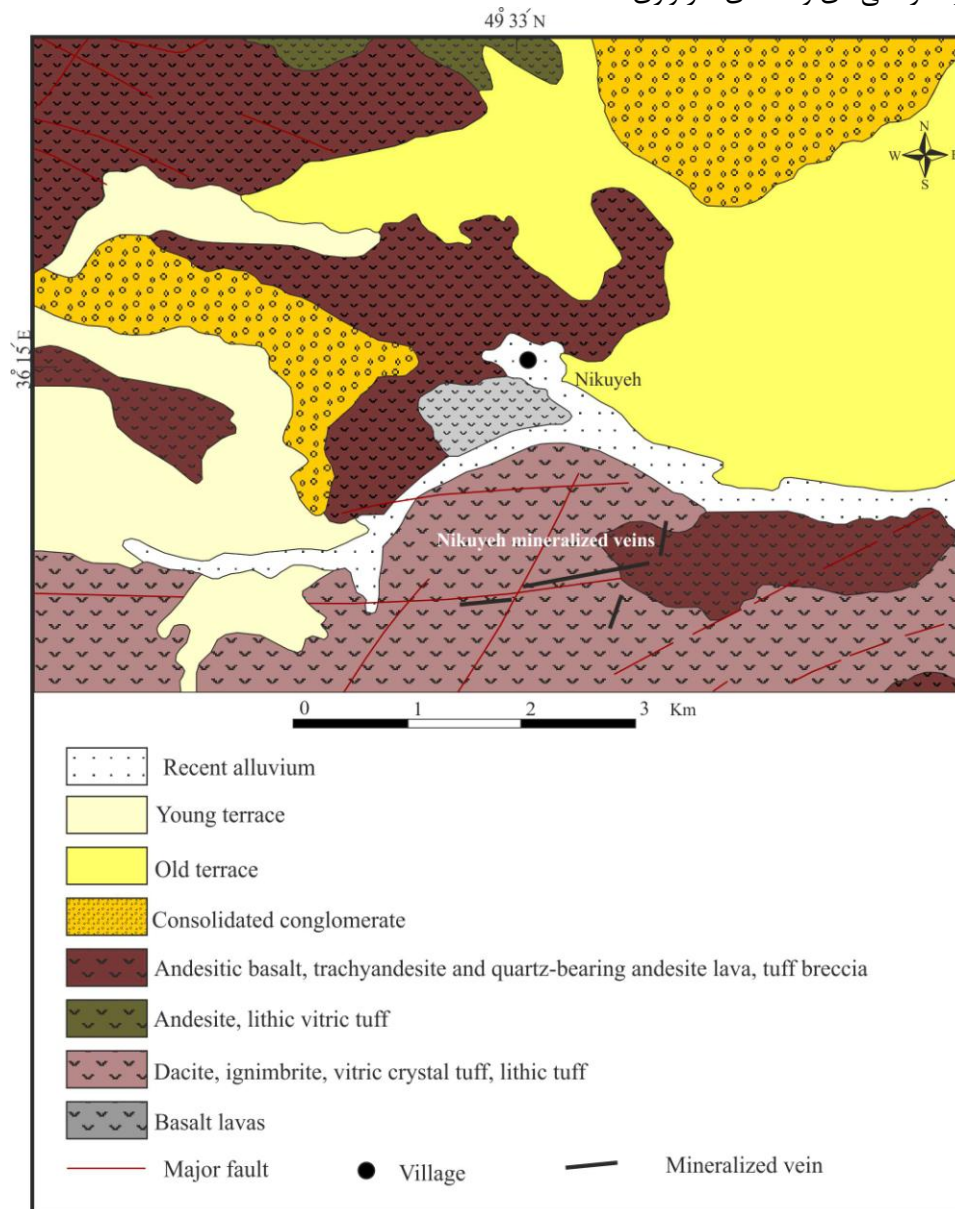 49° 33´ N
N
W
S
36° 15´ E
Nikuyeh
Nikuyeh mineralized veins
0 1 2 3 Km
Recent alluvium
Young terrace
Old terrace
Consolidated conglomerate
Andesitic basalt, trachyandesite and quartz-bearing andesite lava, tuff breccia
Andesite, lithic vitric tuff
Dacite, ignimbrite, vitric crystal tuff, lithic tuff
Basalt lavas
Major fault Village Mineralized vein